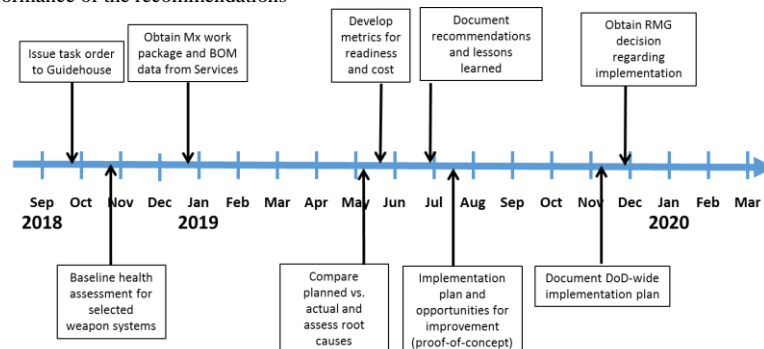 formance of the recommendations
Issue task order
to Guidehouse
Obtain Mx work
package and BOM
data from Services
Develop
metrics for
readiness and
cost
Document
recommendations
and lessons
learned
Obtain RMG
decision
regarding
implementation
Sep Oct Nov Dec Jan Feb Mar Apr May Jun Jul Aug Sep Oct Nov Dec Jan Feb Mar
2018 2019 2020
Baseline health
assessment for
selected
weapon systems
Compare
planned vs.
actual and
assess root
causes
Implementation
plan and
opportunities for
improvement
(proof-of-concept)
Document DoD-wide
implementation plan